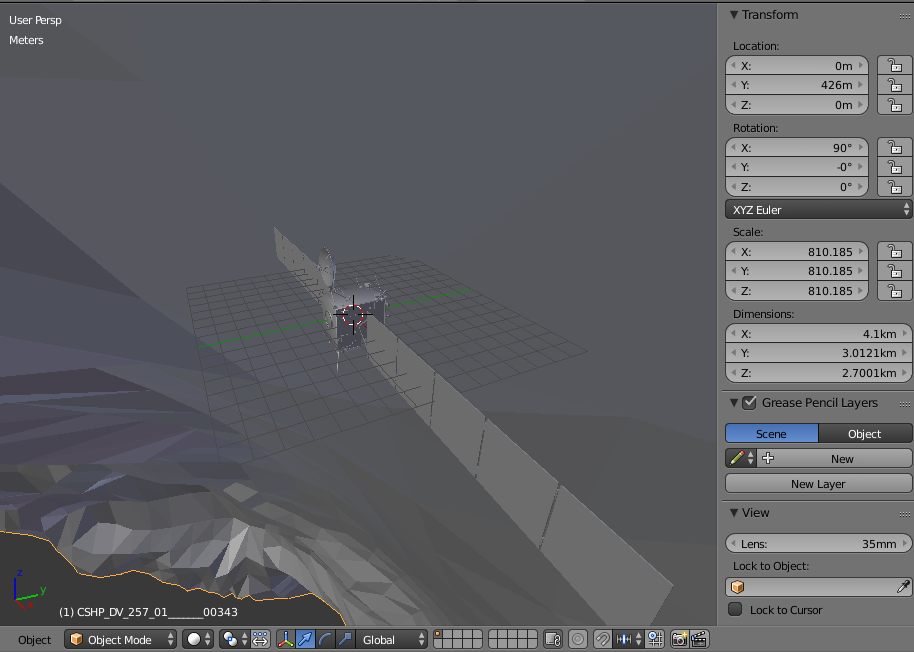 User Persp
Meters
z
y
(1) CSHP_DV_257_01______00343
Transform
Location:
X: 0m
Y: 426m
Z: 0m
Rotation:
X: 90°
Y: -0°
Z: 0°
XYZ Euler
Scale:
X: 810.185
Y: 810.185
Z: 810.185
Dimensions:
X: 4.1km
Y: 3.0121km
Z: 2.7001km
Grease Pencil Layers
Scene Object
New
New Layer
View
Lens: 35mm
Lock to Object:
Lock to Cursor
Object Object Mode Global